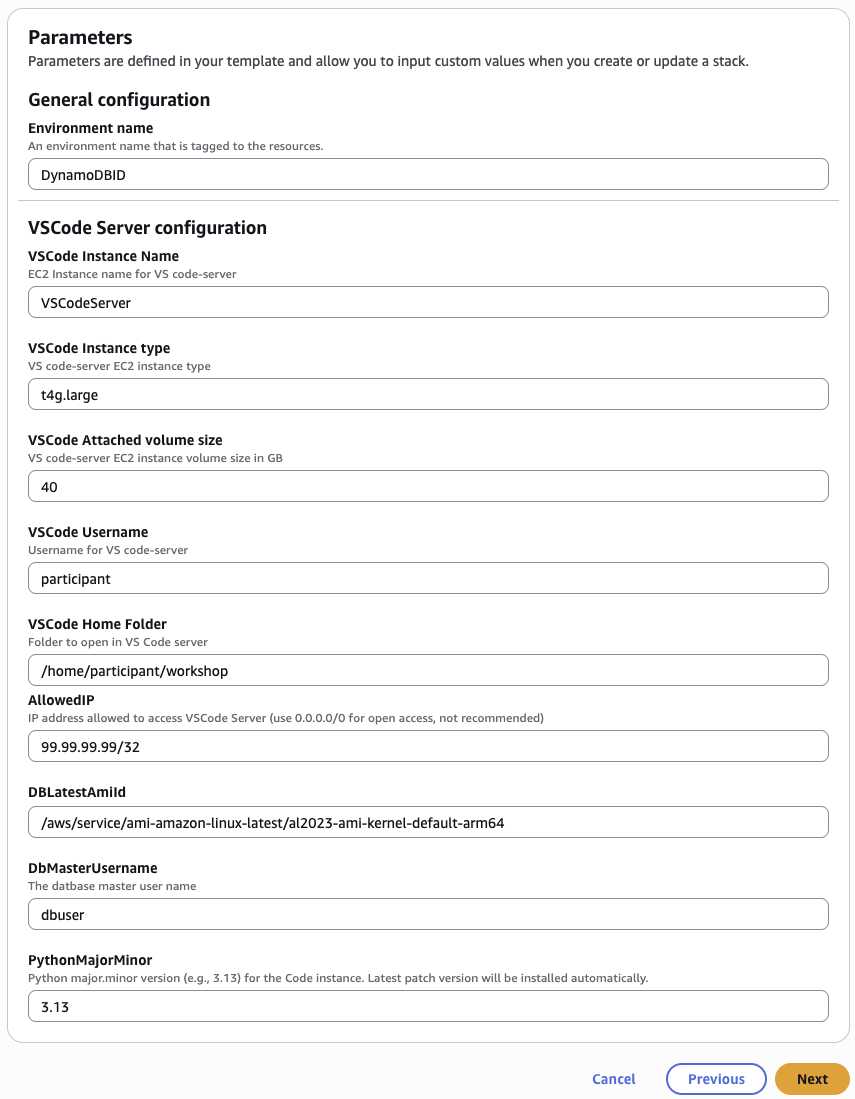 Parameters
Parameters are defined in your template and allow you to input custom values when you create or update a stack.
General configuration
Environment name
An environment name that is tagged to the resources.
DynamoDBID
VSCode Server configuration
VSCode Instance Name
EC2 Instance name for VS code-server
VSCodeServer
VSCode Instance type
VS code-server EC2 instance type
t4g.large
VSCode Attached volume size
VS code-server EC2 instance volume size in GB
40
VSCode Username
Username for VS code-server
participant
VSCode Home Folder
Folder to open in VS Code server
/home/participant/workshop
AllowedIP
IP address allowed to access VSCode Server (use 0.0.0.0/0 for open access, not recommended)
99.99.99.99/32
DBLatestAmiId
/aws/service/ami-amazon-linux-latest/al2023-ami-kernel-default-arm64
DbMasterUsername
The datbase master user name
dbuser
PythonMajorMinor
Python major.minor version (e.g., 3.13) for the Code instance. Latest patch version will be installed automatically.
3.13
Cancel Previous Next